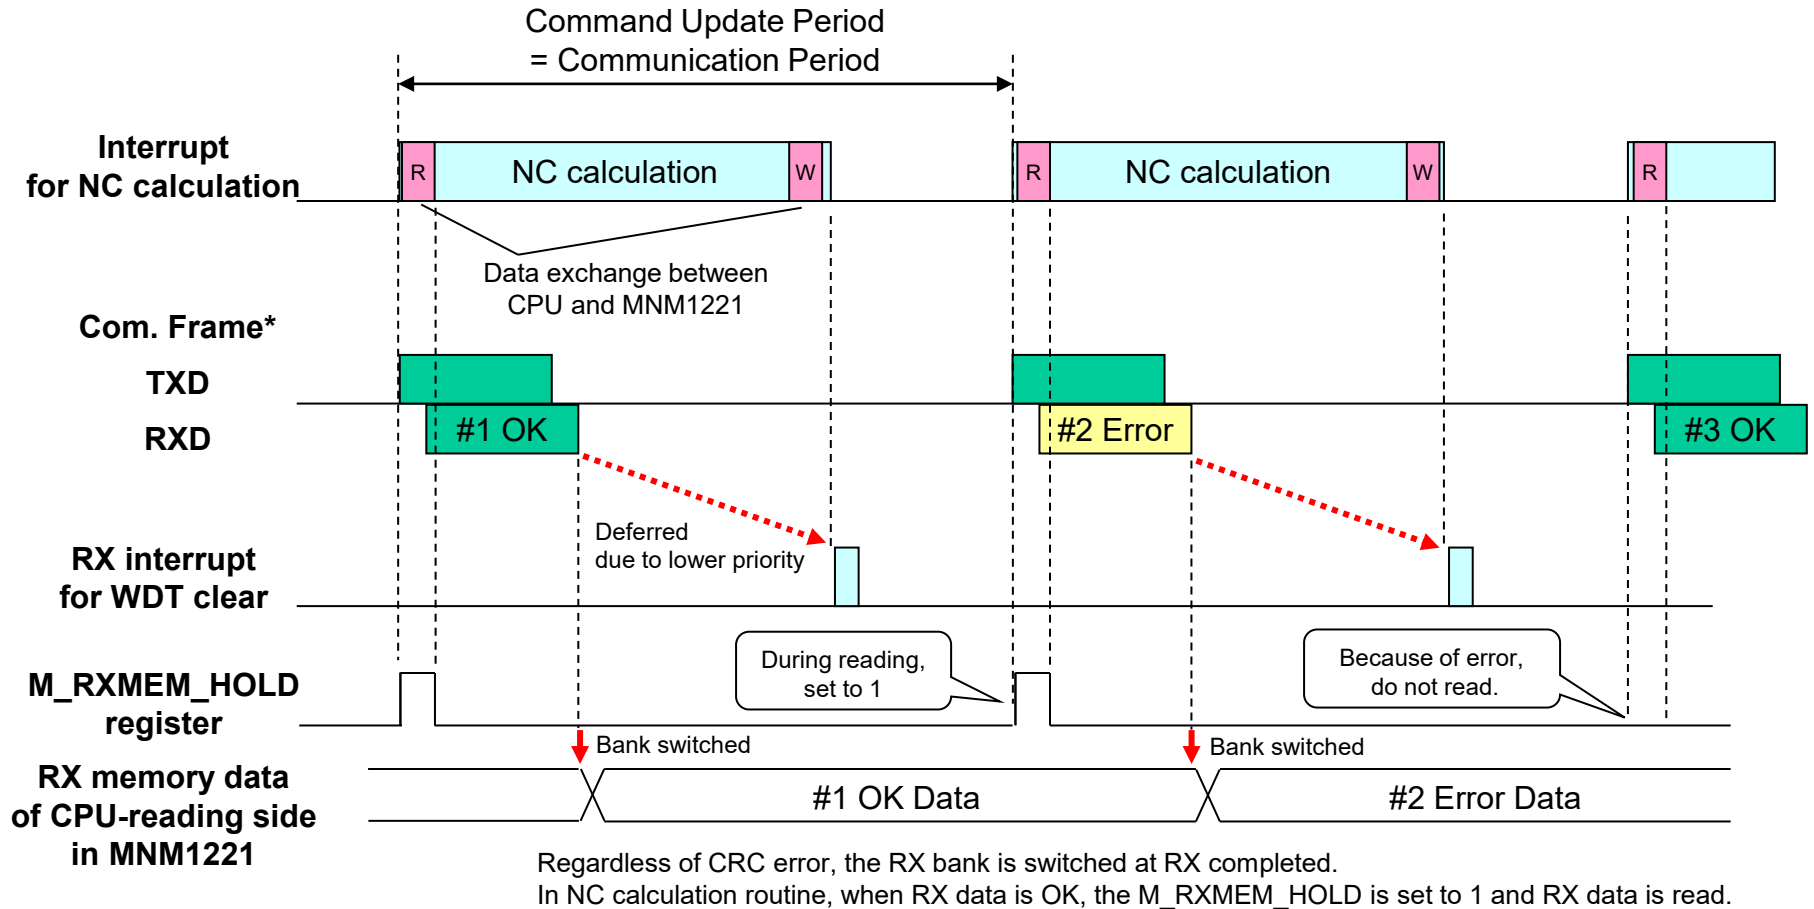 Command Update Period
= Communication Period
Interrupt
for NC calculation
R
NC calculation
W
R
NC calculation
W
R
Data exchange between
CPU and MNM1221
Com. Frame*
TXD
RXD
#1 OK
#2 Error
#3 OK
Deferred
due to lower priority
RX interrupt
for WDT clear
During reading,
set to 1
Because of error,
do not read.
M_RXMEM_HOLD
register
Bank switched
Bank switched
RX memory data
of CPU-reading side
in MNM1221
#1 OK Data
#2 Error Data
Regardless of CRC error, the RX bank is switched at RX completed.
In NC calculation routine, when RX data is OK, the M_RXMEM_HOLD is set to 1 and RX data is read.